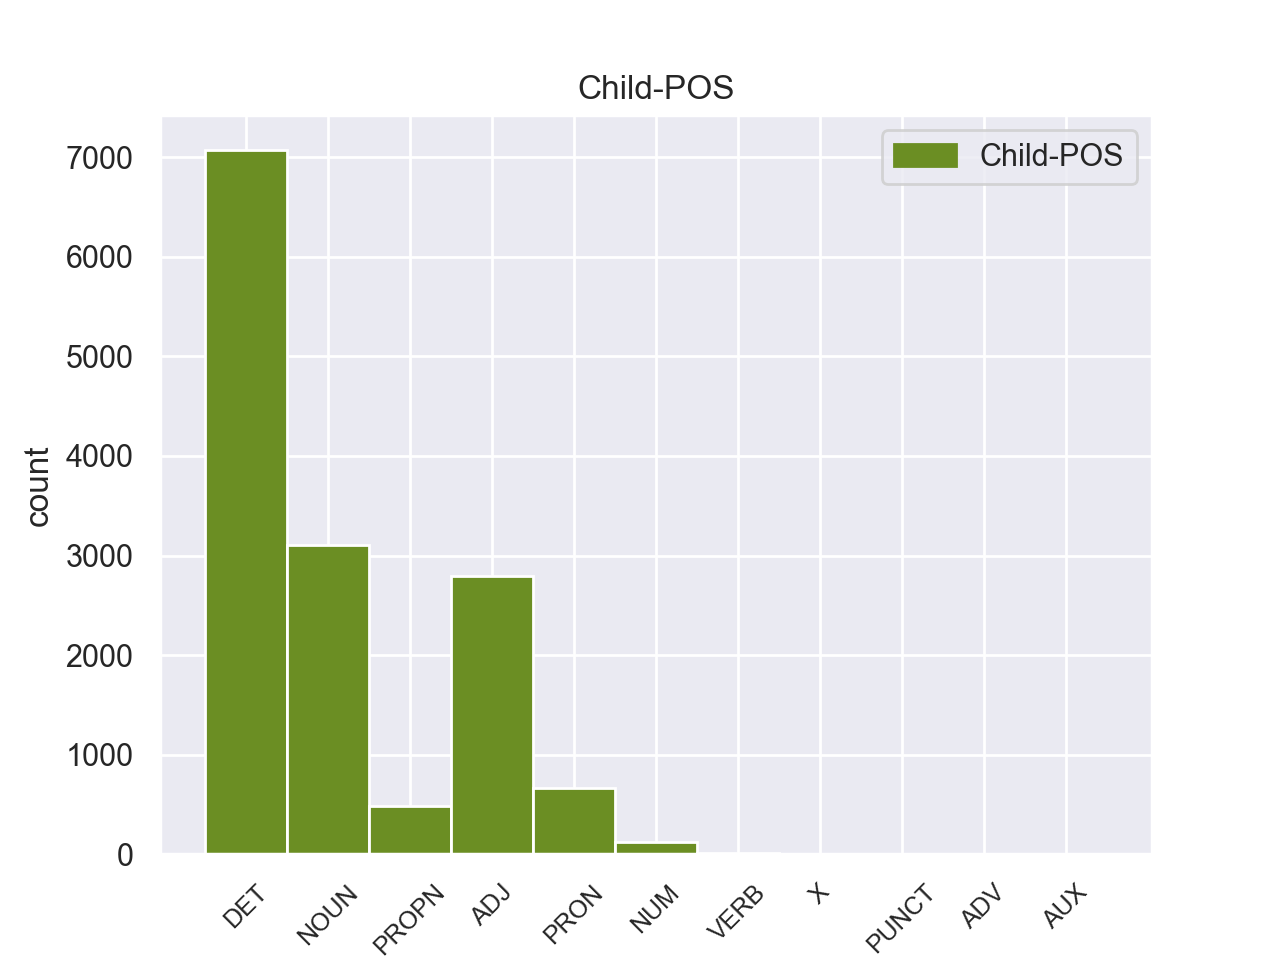 Child-POS
Child-POS
7000
6000
5000
4000
3000
2000
1000
0
count
DET
NOUN
PROPN
ADJ
PRON
NUM
VERB
X
PUNCT
ADV
AUX